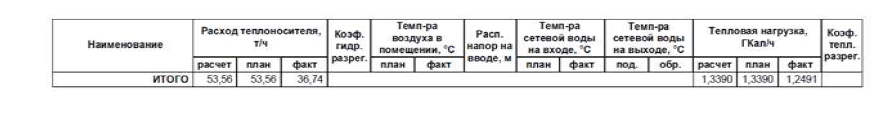 Наименование
Расход теплоносителя, т/ч
Коэф. гидр. разрег.
Темп-ра воздуха в помещении, °С
Расп. напор на вводе, м
Темп-ра сетевой воды на входе, °С
Темп-ра сетевой воды на выходе, °С
Тепловая нагрузка, ГКал/ч
Коэф. тепл. разрег.
расчет план факт план факт план факт под. обр. расчет план факт
ИТОГО 53,56 53,56 36,74 1,3390 1,3390 1,2491